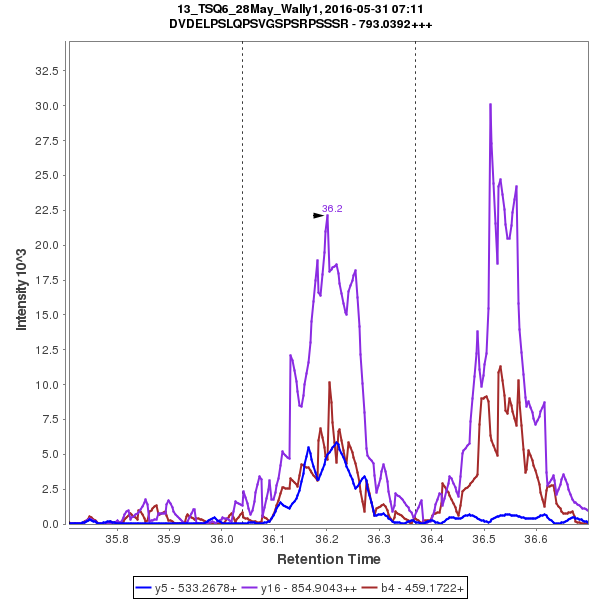 13_TSQ6_28May_Wally1, 2016-05-31 07:11
DVDELPSLQPSVGSPSRPSSSR - 793.0392+++
Intensity 10^3
32.5
30.0
27.5
25.0
22.5
20.0
17.5
15.0
12.5
10.0
7.5
5.0
2.5
0.0
36.2
35.8 35.9 36.0 36.1 36.2 36.3 36.4 36.5 36.6
Retention Time
y5 - 533.2678+ y16 - 854.9043++ b4 - 459.1722+